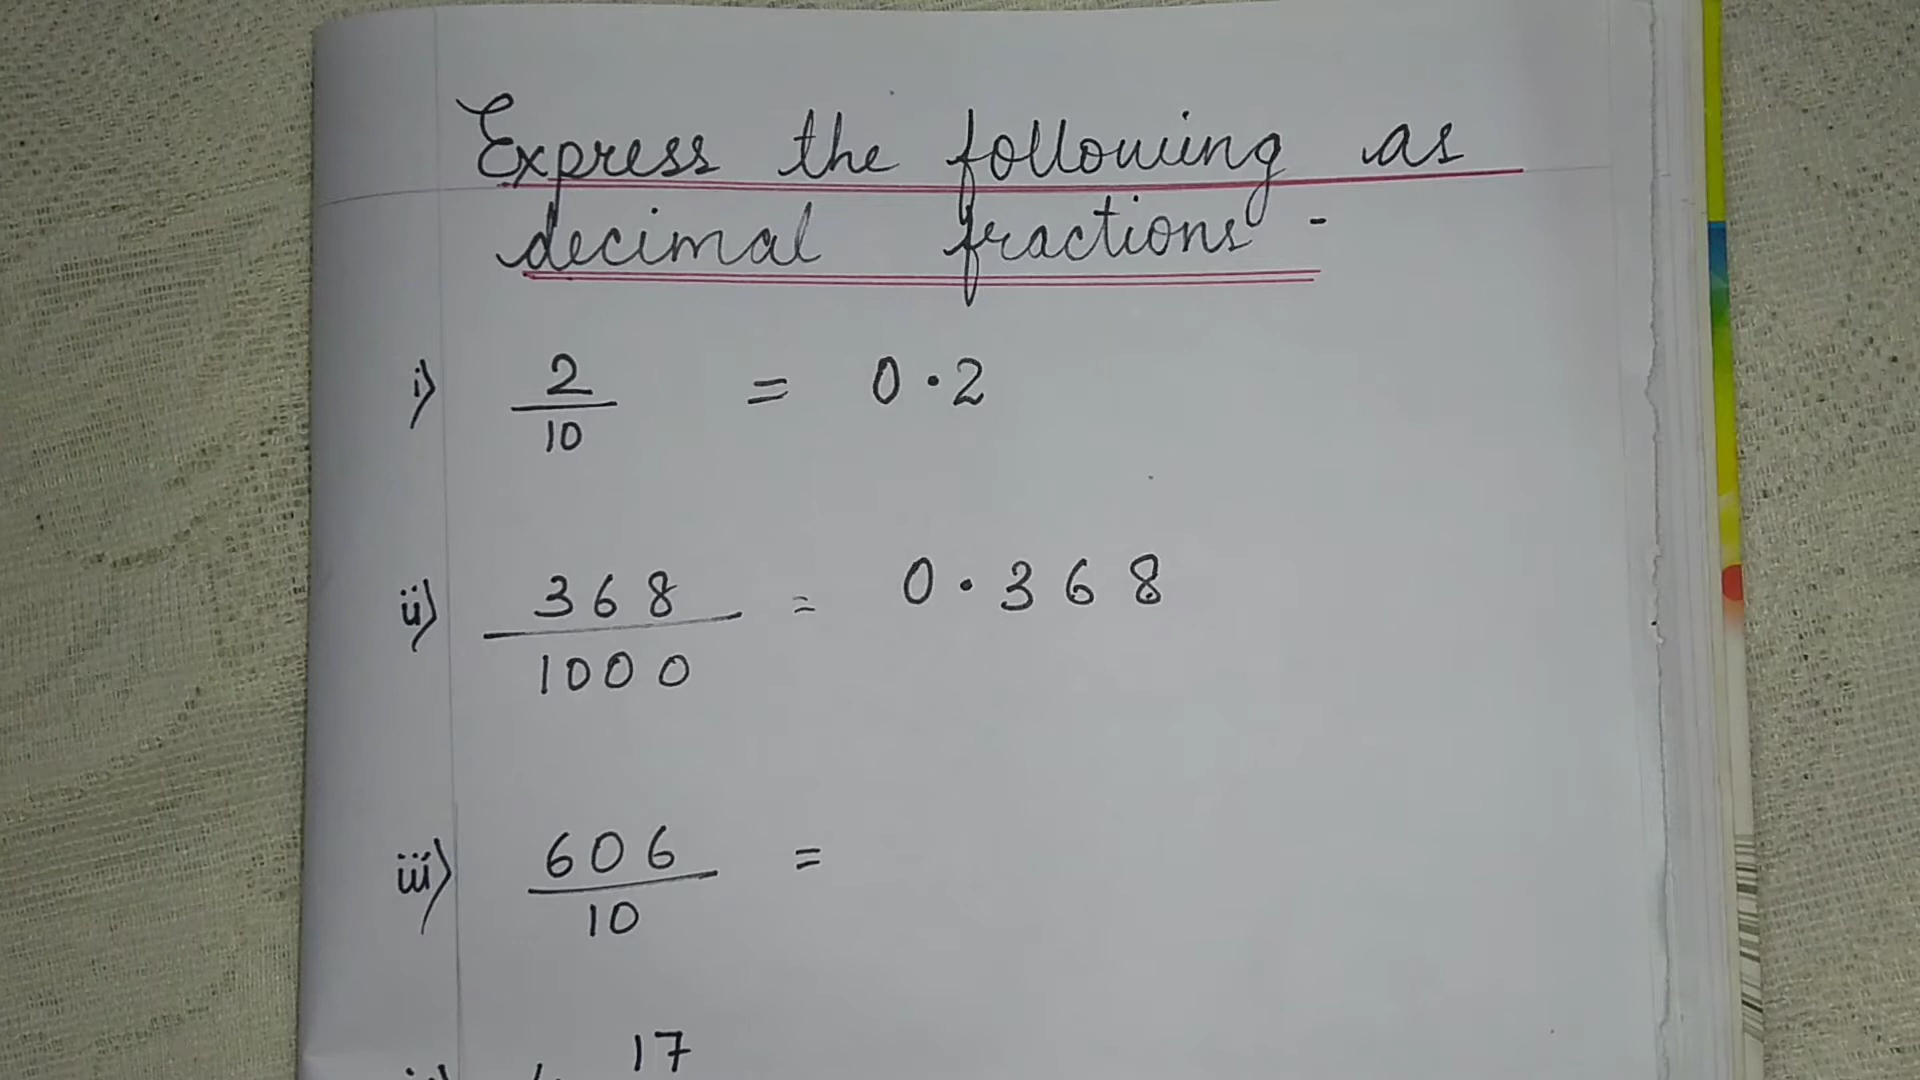 Express the following as
decimal fractions -
i) 2/10 = 0.2
ii) 368/1000 = 0.368
iii) 606/10 =
17